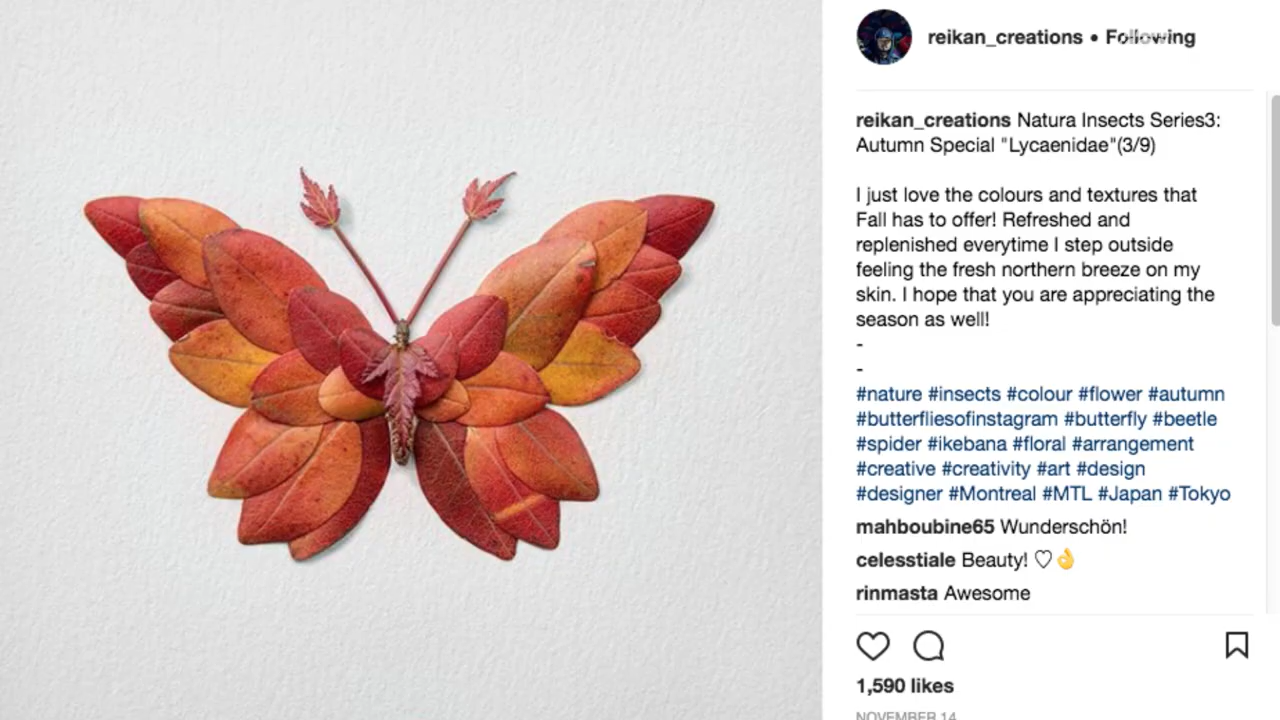 reikan_creations • Following
reikan_creations Natura Insects Series3:
Autumn Special "Lycaenidae"(3/9)
I just love the colours and textures that
Fall has to offer! Refreshed and
replenished everytime I step outside
feeling the fresh northern breeze on my
skin. I hope that you are appreciating the
season as well!
-
-
#nature #insects #colour #flower #autumn
#butterfliesofinstagram #butterfly #beetle
#spider #ikebana #floral #arrangement
#creative #creativity #art #design
#designer #Montreal #MTL #Japan #Tokyo
mahboubine65 Wunderschön!
celesstiale Beauty! ♡👌
rinmasta Awesome
1,590 likes
NOVEMBER 14